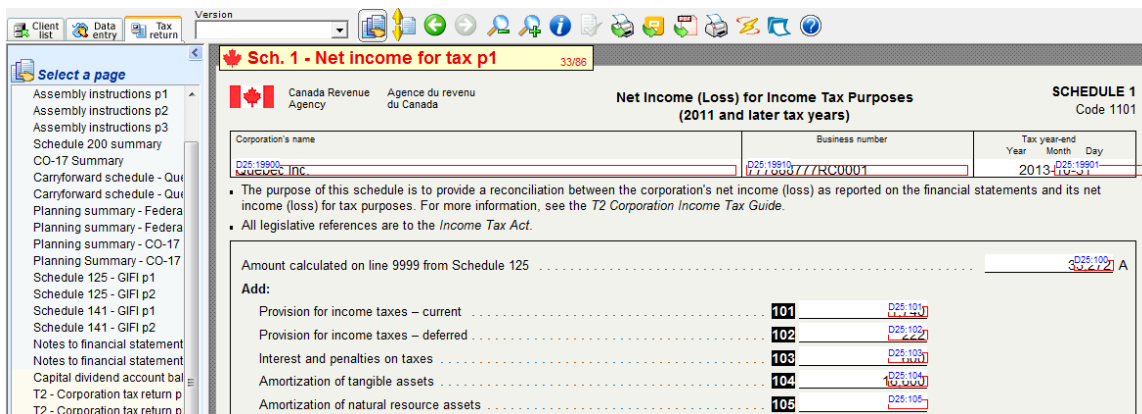 Client list
Data entry
Tax return
Version
Select a page
Assembly instructions p1
Assembly instructions p2
Assembly instructions p3
Schedule 200 summary
CO-17 Summary
Carryforward schedule - Que
Carryforward schedule - Que
Planning summary - Federa
Planning summary - Federa
Planning summary - CO-17
Planning Summary - CO-17
Schedule 125 - GIFI p1
Schedule 125 - GIFI p2
Schedule 141 - GIFI p1
Schedule 141 - GIFI p2
Notes to financial statement
Notes to financial statement
Capital dividend account bal
T2 - Corporation tax return p
T2 - Corporation tax return p
Sch. 1 - Net income for tax p1 33/86
Canada Revenue Agency
Agence du revenu du Canada
Net Income (Loss) for Income Tax Purposes
(2011 and later tax years)
SCHEDULE 1
Code 1101
Corporation's name Business number Tax year-end
Year Month Day
D25:19900 D25:19910 D25:19901
Quebec Inc. 777888777RC0001 2013-10-31
The purpose of this schedule is to provide a reconciliation between the corporation's net income (loss) as reported on the financial statements and its net
income (loss) for tax purposes. For more information, see the T2 Corporation Income Tax Guide.
All legislative references are to the Income Tax Act.
Amount calculated on line 9999 from Schedule 125 D25:100 A
Add:
Provision for income taxes – current 101 D25:101
Provision for income taxes – deferred 102 D25:102 222
Interest and penalties on taxes 103 D25:103
Amortization of tangible assets 104 D25:104
Amortization of natural resource assets 105 D25:105